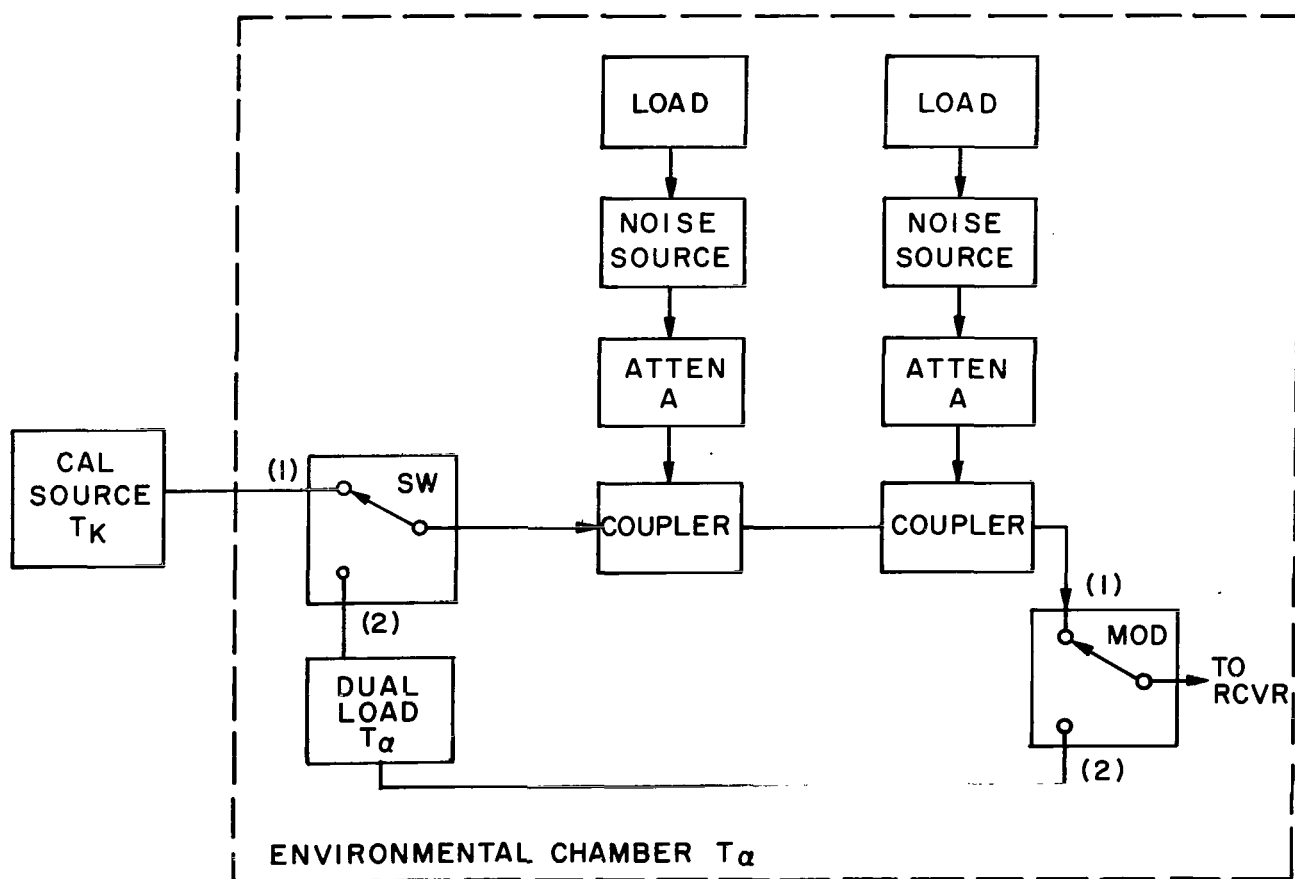 LOAD
LOAD
NOISE
SOURCE
NOISE
SOURCE
ATTEN
A
ATTEN
A
CAL
SOURCE
TK
(1)
SW
COUPLER
COUPLER
(2)
(1)
MOD
TO
RCVR
DUAL
LOAD
Tα
(2)
ENVIRONMENTAL CHAMBER Tα